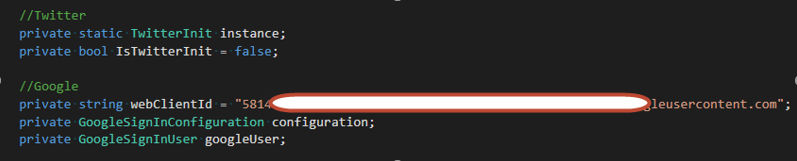 //Twitter
private static TwitterInit instance;
private bool IsTwitterInit = false;
//Google
private string webClientId = "5814 gleusercontent.com";
private GoogleSignInConfiguration configuration;
private GoogleSignInUser googleUser;